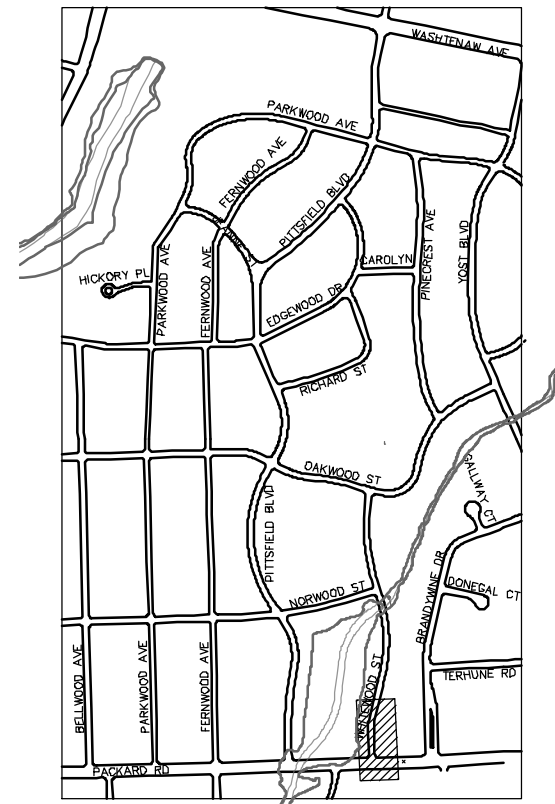 WASHTENAW AVE
PARKWOOD AVE
FERNWOOD AVE
PITTSFIELD BLVD
PARKWOOD AVE
FERNWOOD AVE
PINECREST AVE
YOST BLVD
CAROLYN
HICKORY PL
EDGEWOOD DR
RICHARD ST
OAKWOOD ST
GALLWAY CT
PITTSFIELD BLVD
BRANDYWINE DR
DONEGAL CT
NORWOOD ST
BELLWOOD AVE
PARKWOOD AVE
FERNWOOD AVE
TERHUNE RD
PACKARD RD